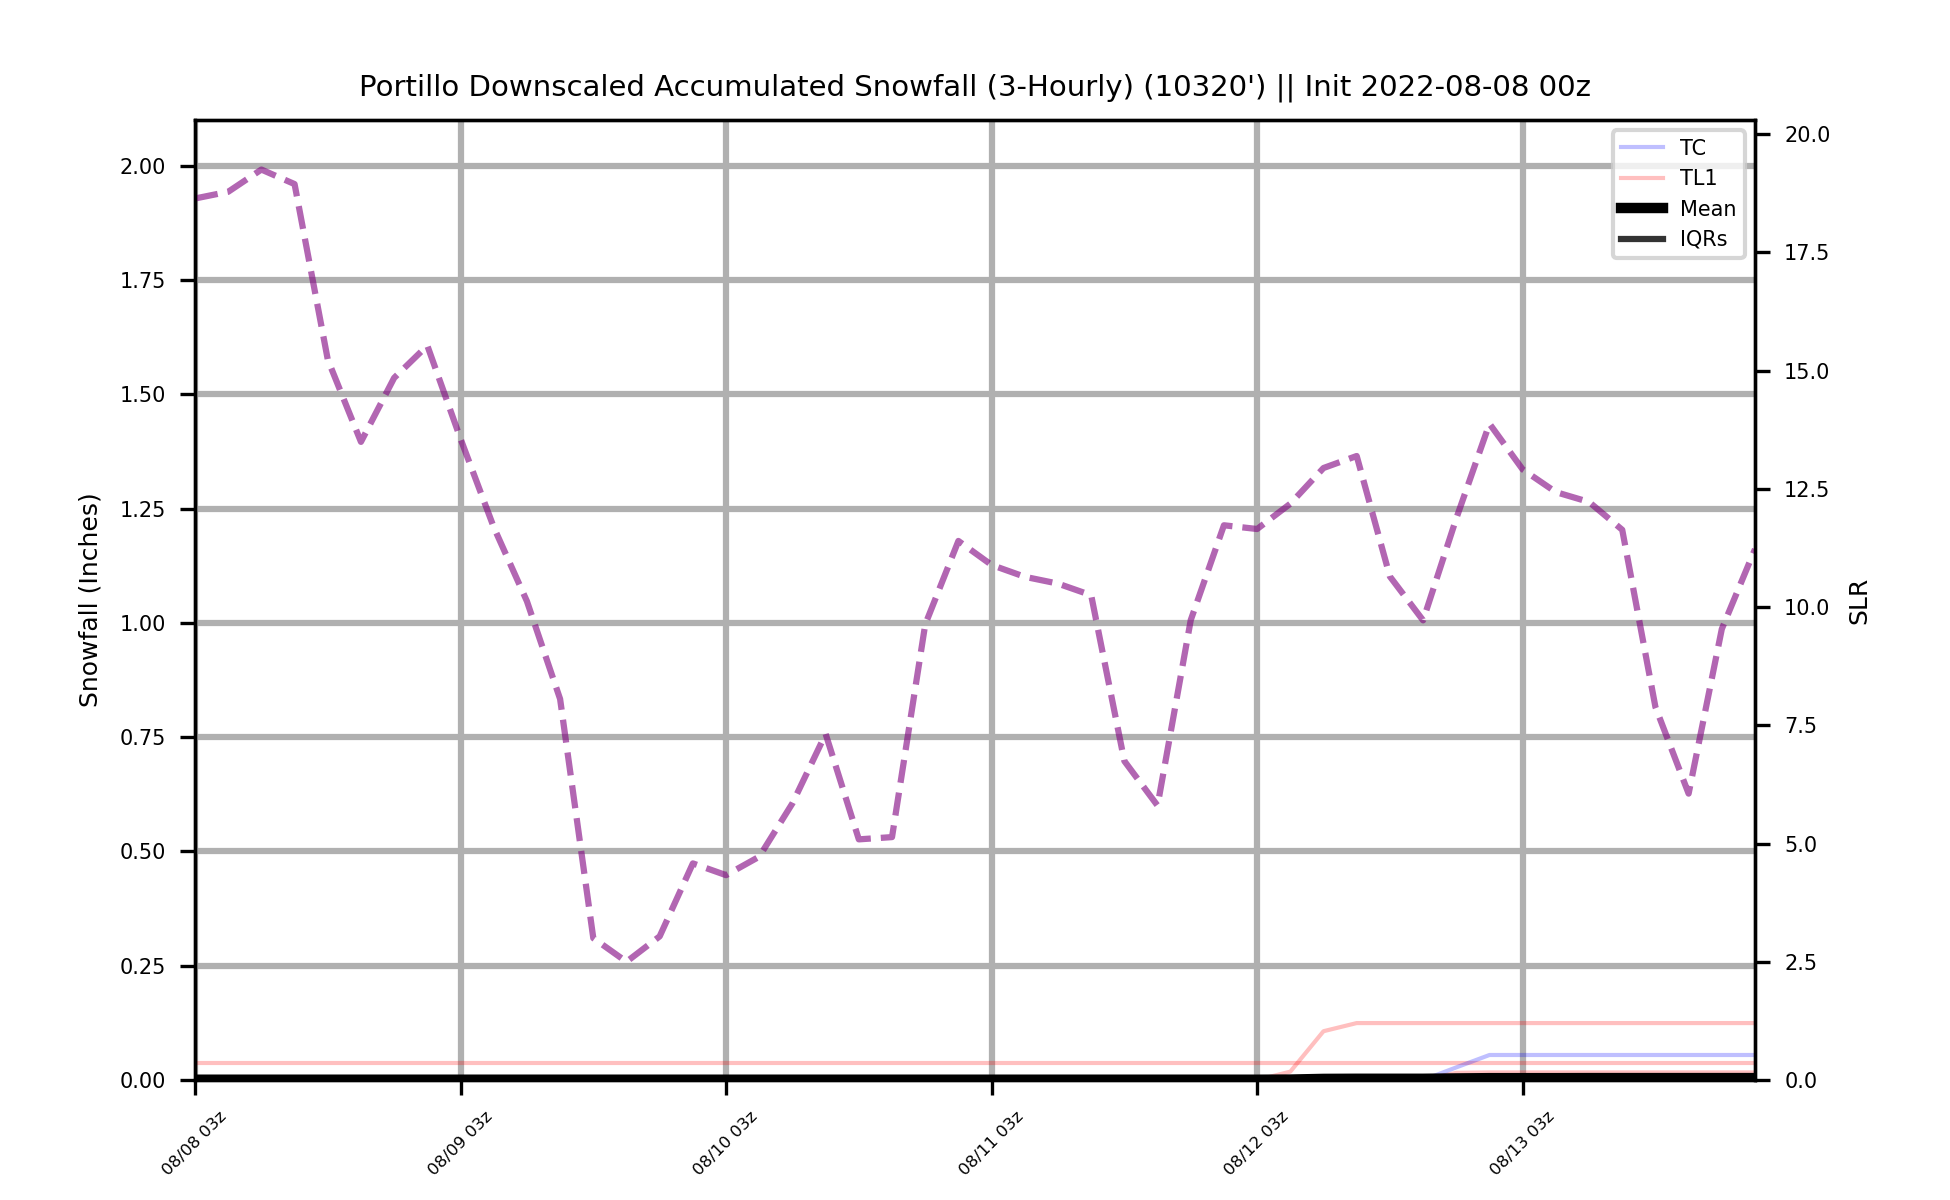 Portillo Downscaled Accumulated Snowfall (3-Hourly) (10320') || Init 2022-08-08 00z
TC
TL1
Mean
IQRs
Snowfall (Inches)
2.00
1.75
1.50
1.25
1.00
0.75
0.50
0.25
0.00
20.0
17.5
15.0
12.5
10.0
7.5
5.0
2.5
0.0
SLR
08/08 03z
08/09 03z
08/10 03z
08/11 03z
08/12 03z
08/13 03z